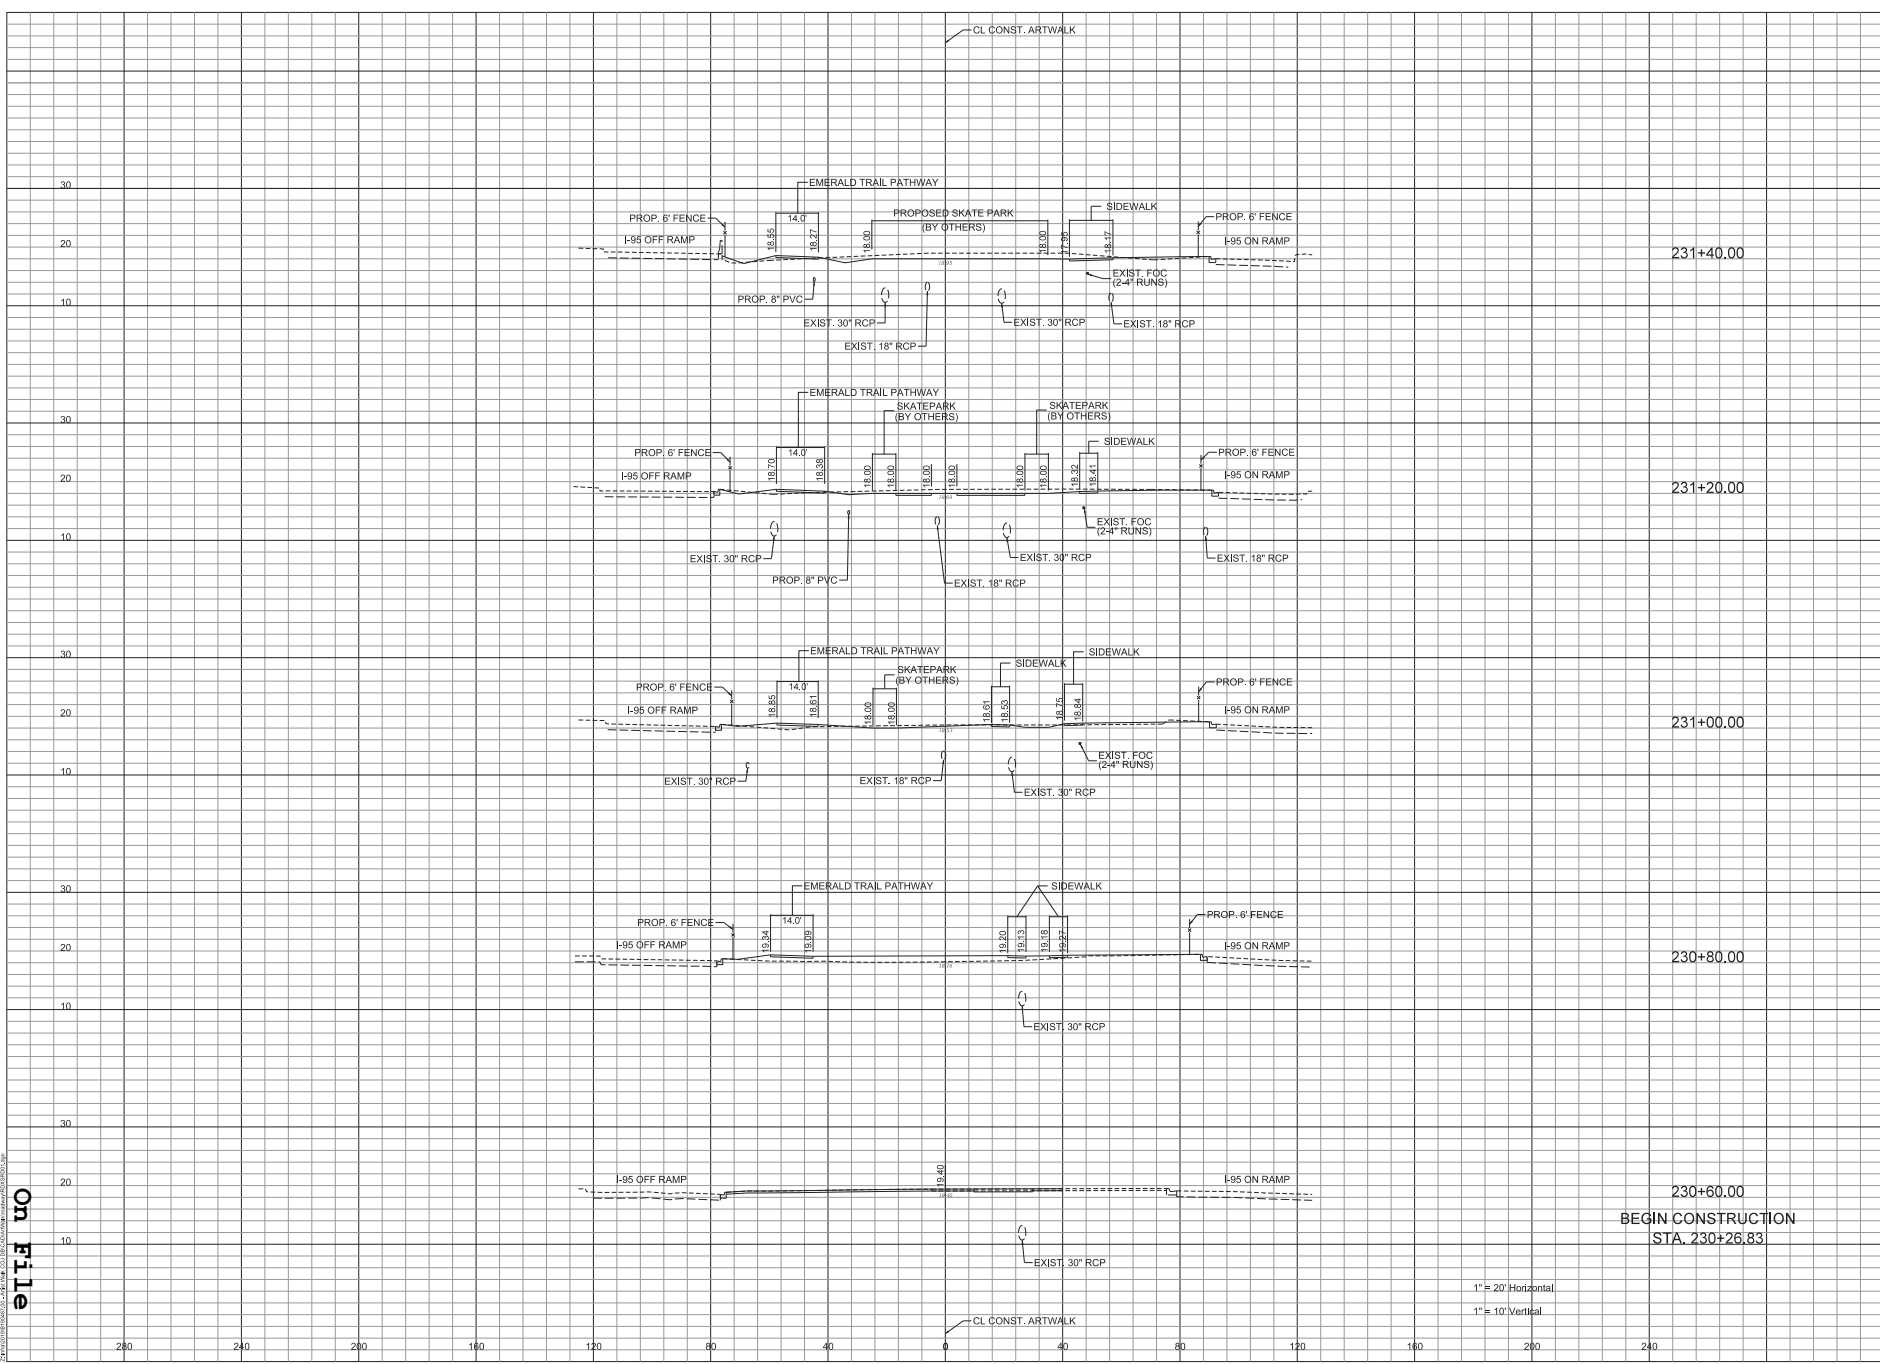 CL CONST. ARTWALK
30
EMERALD TRAIL PATHWAY
SIDEWALK
PROP. 6' FENCE
14.0'
PROPOSED SKATE PARK
(BY OTHERS)
PROP. 6' FENCE
I-95 OFF RAMP
18.55
18.27
18.00
18.00
17.95
18.17
I-95 ON RAMP
20
231+40.00
EXIST. FOC
(2-4" RUNS)
PROP. 8" PVC
10
EXIST. 30" RCP
EXIST. 30" RCP
EXIST. 18" RCP
EXIST. 18" RCP
EMERALD TRAIL PATHWAY
SKATEPARK
(BY OTHERS)
SKATEPARK
(BY OTHERS)
30
SIDEWALK
PROP. 6' FENCE
14.0'
PROP. 6' FENCE
I-95 OFF RAMP
18.70
18.38
18.00
18.00
18.00
18.00
18.00
18.00
18.32
18.41
I-95 ON RAMP
20
231+20.00
EXIST. FOC
(2-4" RUNS)
10
EXIST. 30" RCP
EXIST. 30" RCP
EXIST. 18" RCP
PROP. 8" PVC
EXIST. 18" RCP
EMERALD TRAIL PATHWAY
SIDEWALK
30
SIDEWALK
SKATEPARK
(BY OTHERS)
PROP. 6' FENCE
14.0'
PROP. 6' FENCE
I-95 OFF RAMP
18.85
18.61
18.00
18.00
18.61
18.53
18.75
18.84
I-95 ON RAMP
20
231+00.00
18.53
EXIST. FOC
(2-4" RUNS)
10
EXIST. 30" RCP
EXIST. 18" RCP
EXIST. 30" RCP
30
EMERALD TRAIL PATHWAY
SIDEWALK
PROP. 6' FENCE
14.0'
PROP. 6' FENCE
I-95 OFF RAMP
19.34
19.09
19.20
19.13
19.18
19.27
I-95 ON RAMP
20
230+80.00
18.16
10
EXIST. 30" RCP
30
I-95 OFF RAMP
19.40
I-95 ON RAMP
20
230+60.00
BEGIN CONSTRUCTION
STA. 230+26.83
10
EXIST. 30" RCP
1" = 20' Horizontal
1" = 10' Vertical
CL CONST. ARTWALK
280 240 200 160 120 80 40 0 40 80 120 160 200 240
On File